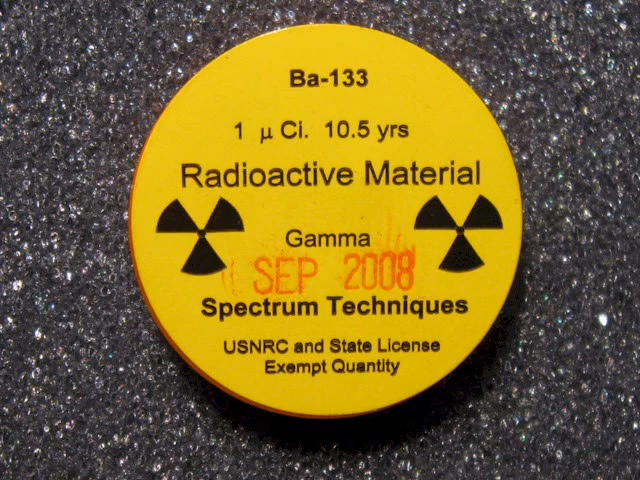 Ba-133
1 μ Ci. 10.5 yrs
Radioactive Material
Gamma
SEP 2008
Spectrum Techniques
USNRC and State License
Exempt Quantity